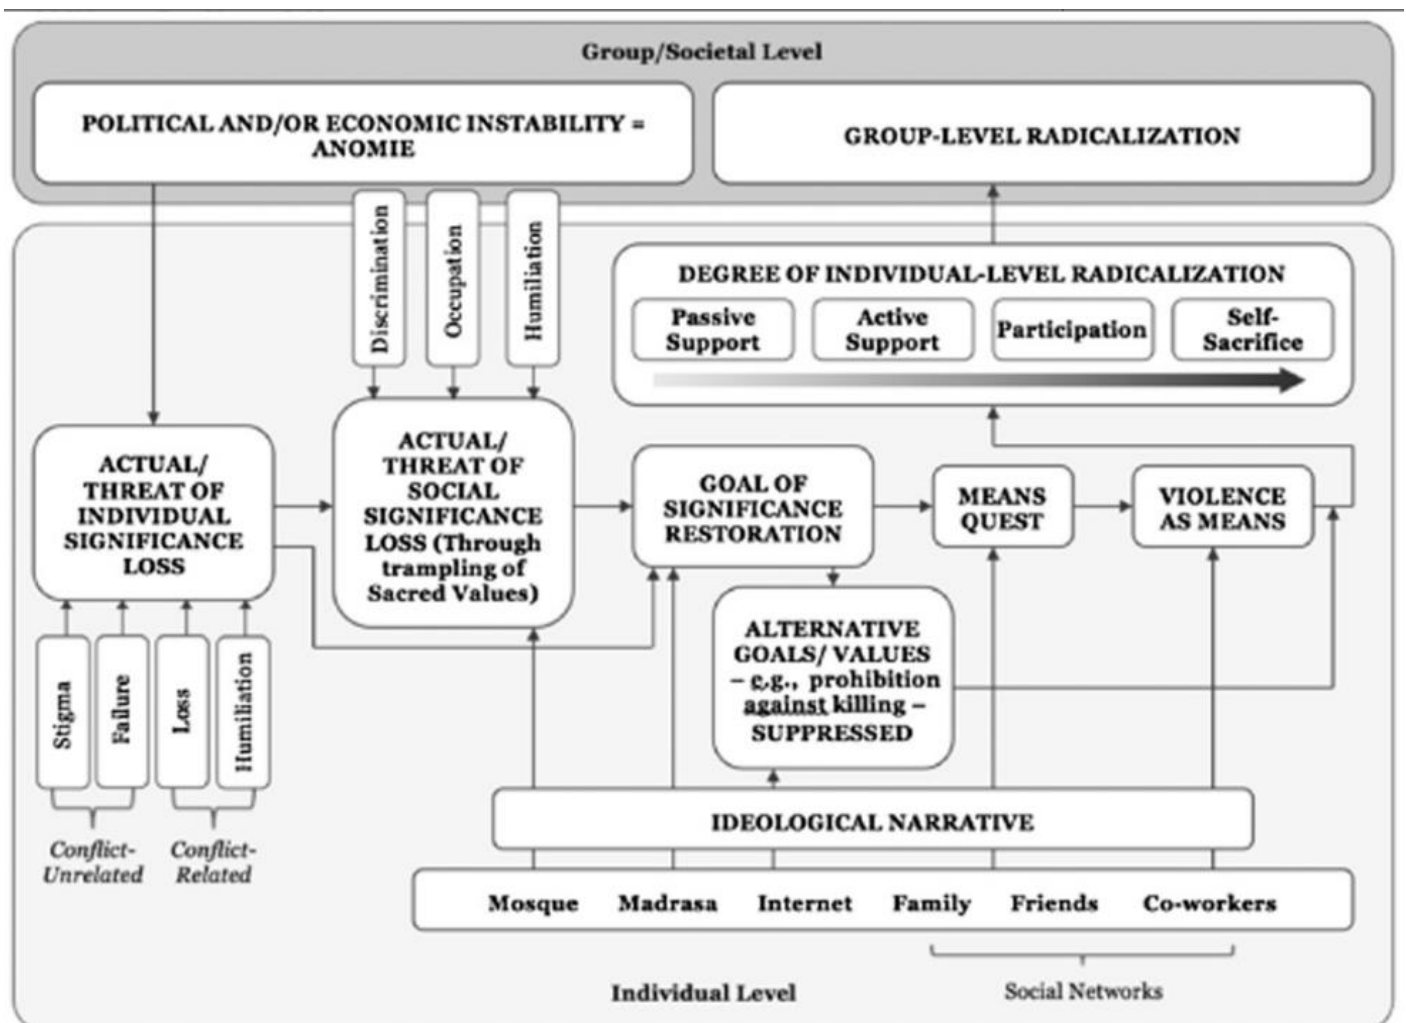 Group/Societal Level
POLITICAL AND/OR ECONOMIC INSTABILITY =
ANOMIE
GROUP-LEVEL RADICALIZATION
Discrimination
Occupation
Humiliation
DEGREE OF INDIVIDUAL-LEVEL RADICALIZATION
Passive
Support
Active
Support
Participation
Self-
Sacrifice
ACTUAL/
THREAT OF
INDIVIDUAL
SIGNIFICANCE
LOSS
ACTUAL/
THREAT OF
SOCIAL
SIGNIFICANCE
LOSS (Through
trampling of
Sacred Values)
GOAL OF
SIGNIFICANCE
RESTORATION
MEANS
QUEST
VIOLENCE
AS MEANS
ALTERNATIVE
GOALS/ VALUES
– e.g., prohibition
against killing –
SUPPRESSED
Stigma
Failure
Loss
Humiliation
Conflict-
Unrelated
Conflict-
Related
IDEOLOGICAL NARRATIVE
Mosque Madrasa Internet Family Friends Co-workers
Social Networks
Individual Level